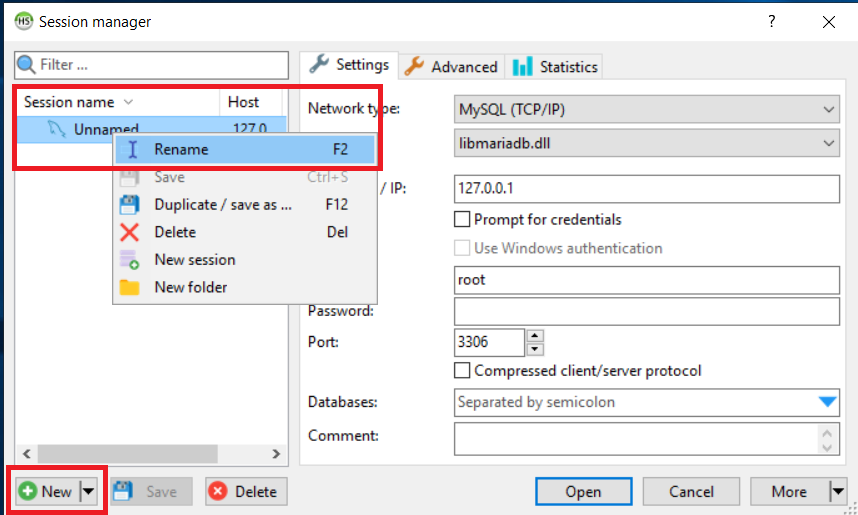 HS Session manager ?
Filter ...
Settings Advanced Statistics
Session name Host
Network type: MySQL (TCP/IP)
Unnamed 127.0
libmariadb.dll
Rename F2
Save Ctrl+S
/ IP: 127.0.0.1
Duplicate / save as ... F12
Prompt for credentials
Delete Del
Use Windows authentication
New session
root
New folder
Password:
Port: 3306
Compressed client/server protocol
Databases: Separated by semicolon
Comment:
New Save Delete Open Cancel More